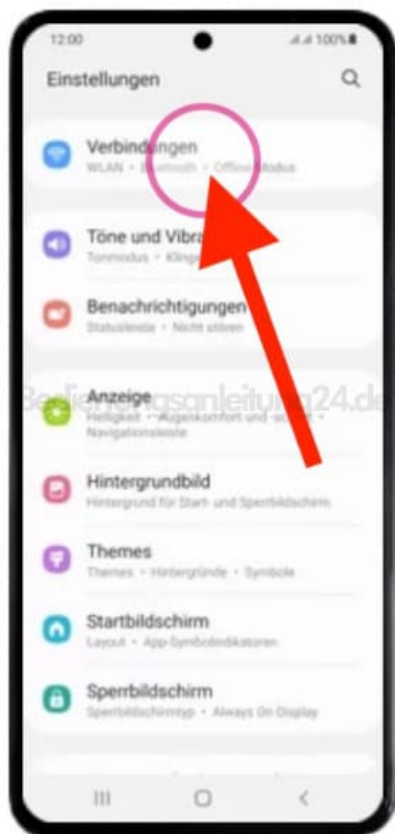 12:00 100%
Einstellungen
Verbindungen
WLAN • Bluetooth • Offline-Modus
Töne und Vibra
Tonmodus • Klinge
Benachrichtigungen
Statusleiste • Nicht stören
Bedienungsanleitung24.de
Anzeige
Helligkeit • Augenkomfort und
Navigationsleiste
Hintergrundbild
Hintergrund für Start- und Sperrbildschirm
Themes
Themes • Hintergründe • Symbole
Startbildschirm
Layout • App-Symbolindikatoren
Sperrbildschirm
Sperrbildschirmtyp • Always On Display